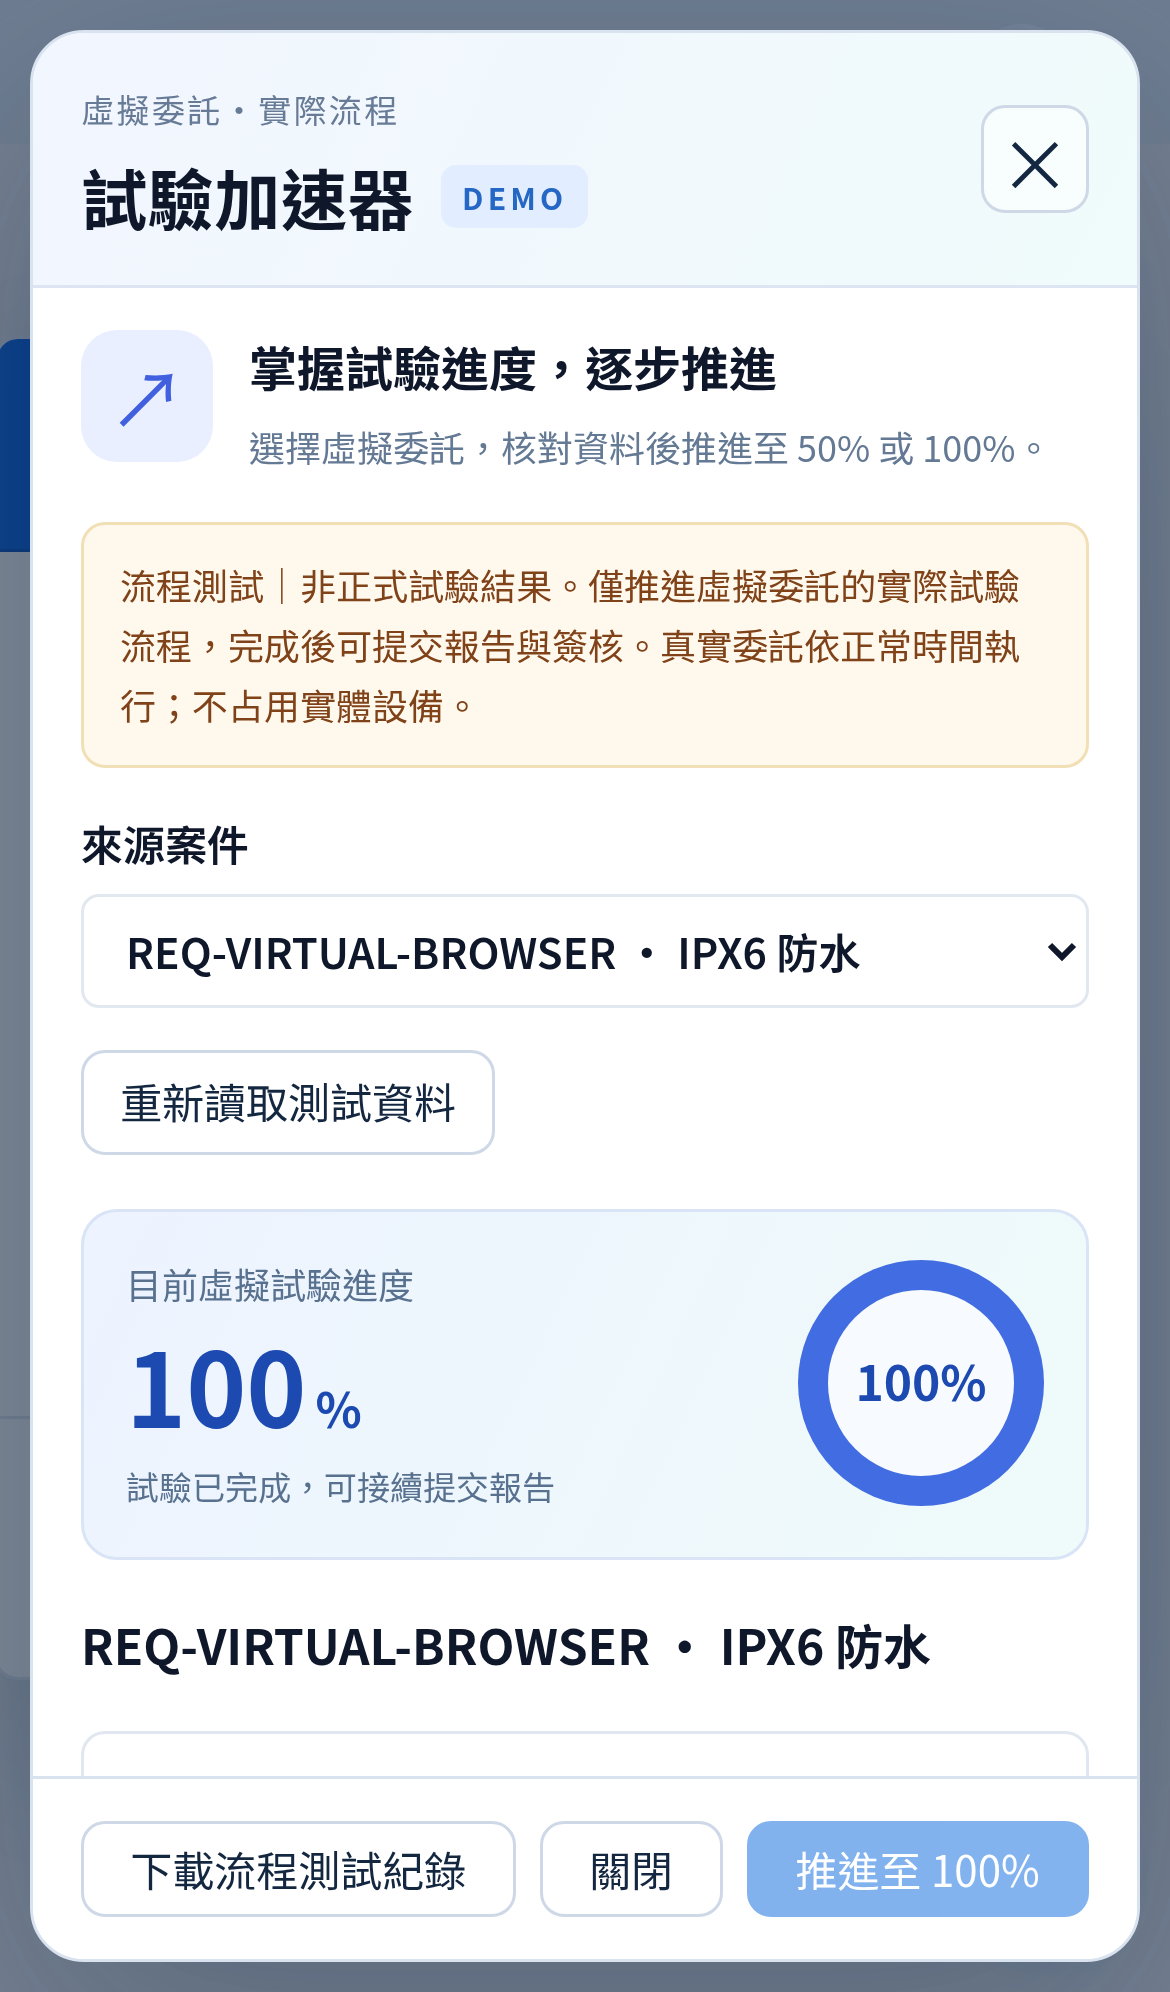 虛擬委託・實際流程
試驗加速器 DEMO
掌握試驗進度，逐步推進
選擇虛擬委託，核對資料後推進至 50% 或 100%。
流程測試｜非正式試驗結果。僅推進虛擬委託的實際試驗
流程，完成後可提交報告與簽核。真實委託依正常時間執
行；不占用實體設備。
來源案件
REQ-VIRTUAL-BROWSER ・ IPX6 防水
重新讀取測試資料
目前虛擬試驗進度
100 %
100%
試驗已完成，可接續提交報告
REQ-VIRTUAL-BROWSER ・ IPX6 防水
下載流程測試紀錄 關閉 推進至 100%